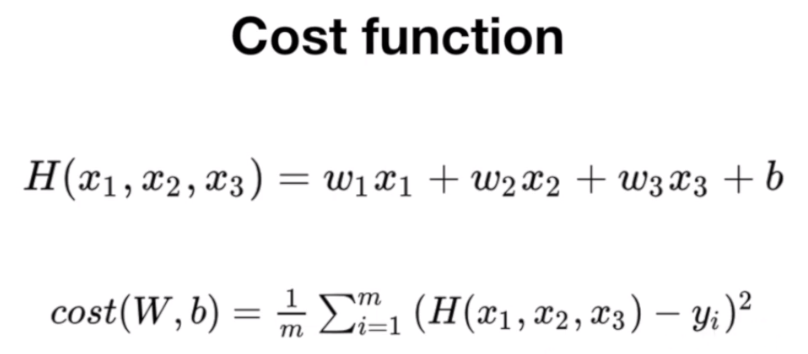 Cost function
H(x₁, x₂, x₃) = w₁x₁ + w₂x₂ + w₃x₃ + b
cost(W, b) = 1/m ∑ᵢ₌₁ᵐ (H(x₁, x₂, x₃) − yᵢ)²